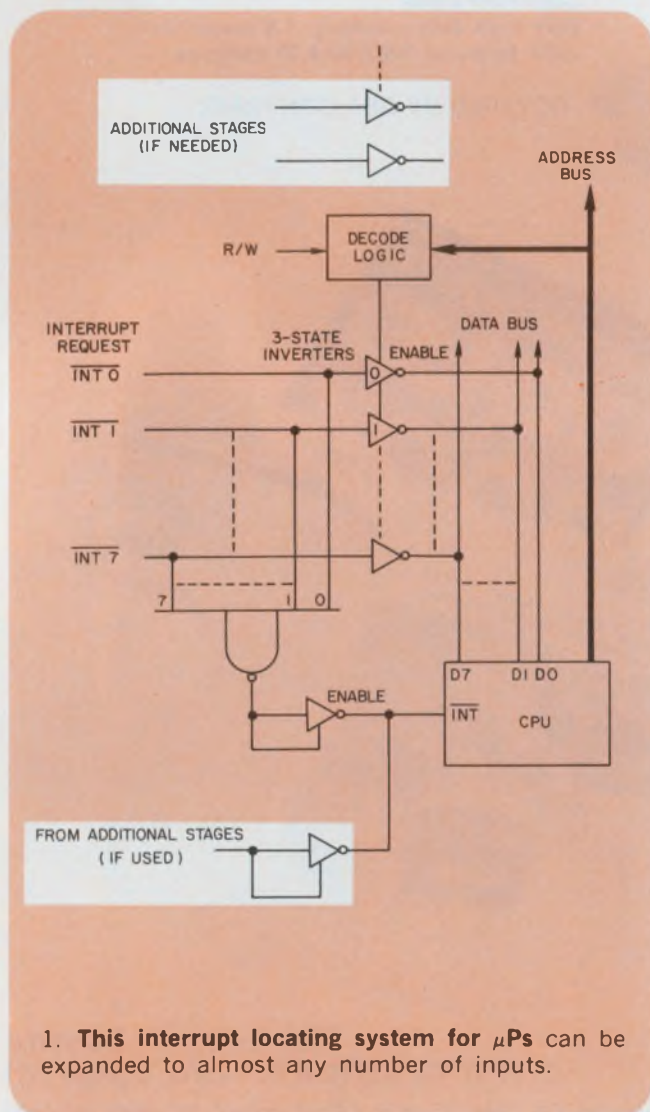 ADDITIONAL STAGES
(IF NEEDED)
ADDRESS
BUS
R/W
DECODE
LOGIC
INTERRUPT
REQUEST
3-STATE
INVERTERS
ENABLE
DATA BUS
INT 0
0
INT 1
1
INT 7
7
1
0
ENABLE
D7
D1
D0
INT
CPU
FROM ADDITIONAL STAGES
(IF USED)
1. This interrupt locating system for μPs can be
expanded to almost any number of inputs.